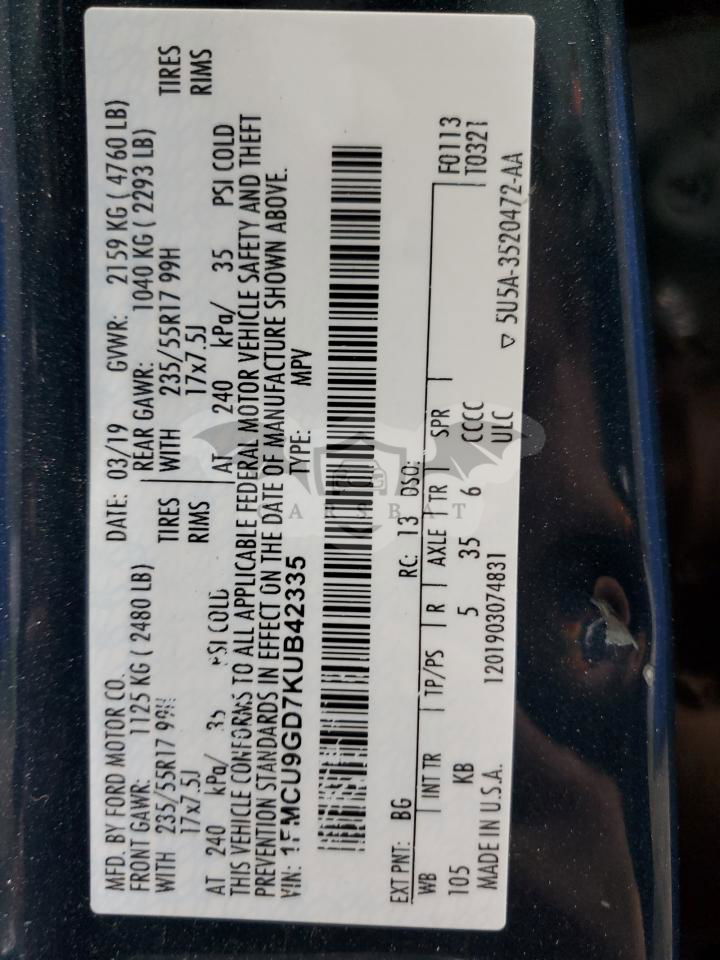 MFD. BY FORD MOTOR CO.
DATE: 03/19 GVWR: 2159 KG ( 4760 LB)
FRONT GAWR: 1125 KG ( 2480 LB)
REAR GAWR: 1040 KG ( 2293 LB)
WITH 235/55R17 99H TIRES
WITH 235/55R17 99H TIRES
17x7.5J RIMS
17x7.5J RIMS
AT 240 kPa/ 35 PSI COLD
AT 240 kPa/ 35 PSI COLD
THIS VEHICLE CONFORMS TO ALL APPLICABLE FEDERAL MOTOR VEHICLE SAFETY AND THEFT
PREVENTION STANDARDS IN EFFECT ON THE DATE OF MANUFACTURE SHOWN ABOVE.
VIN: 1FMCU9GD7KUB42335 TYPE: MPV
EXT PNT: BG RC: 13 DSO: F0113
WB INT TR TP/PS R AXLE TR SPR T0321
105 KB 5 35 6 CCCC
MADE IN U.S.A. 1201903074831 ULC 5U5A-3520472-AA
CARSBAT